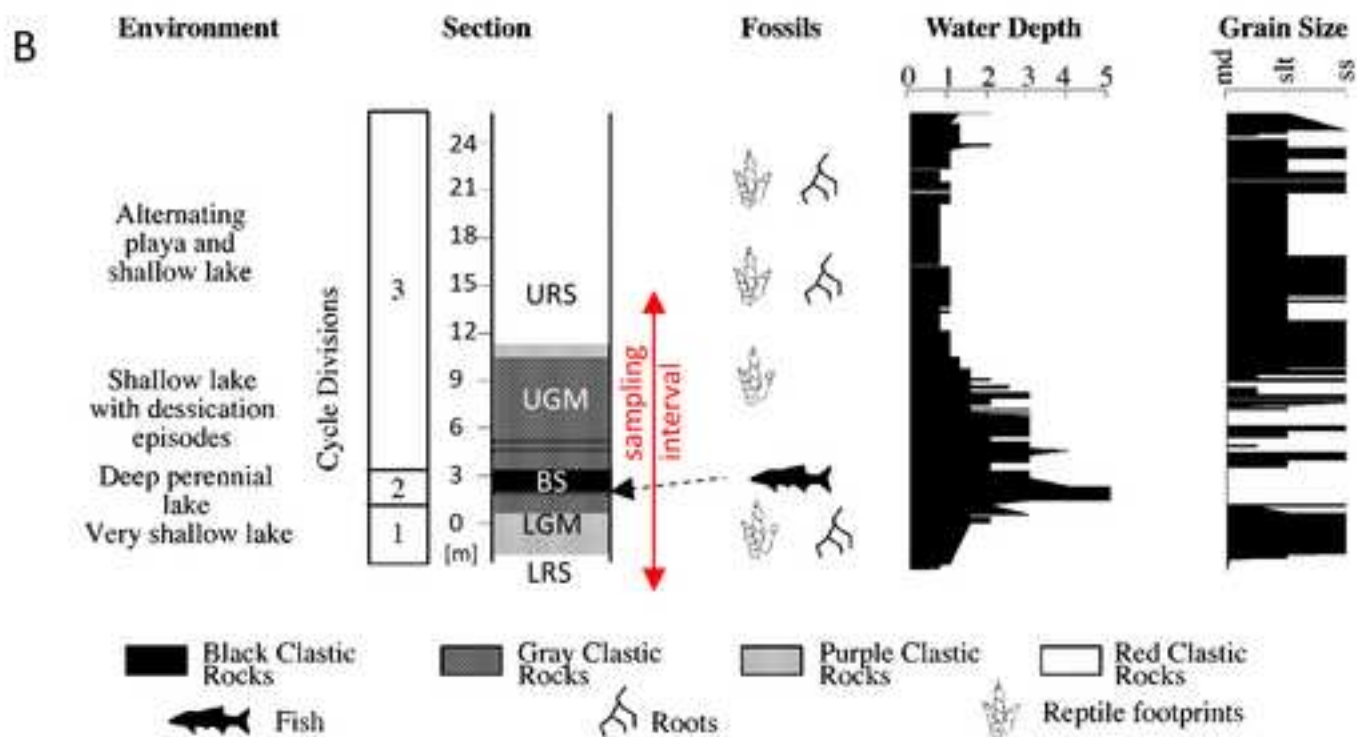 B
Environment
Section
Fossils
Water Depth
Grain Size
0 1 2 3 4 5
md slt ss
Alternating
playa and
shallow lake
Shallow lake
with dessication
episodes
Deep perennial
lake
Very shallow lake
Cycle Divisions
3
2
1
24
21
18
15
12
9
6
3
0
[m]
URS
UGM
BS
LGM
LRS
sampling
interval
Black Clastic
Rocks
Gray Clastic
Rocks
Purple Clastic
Rocks
Red Clastic
Rocks
Fish
Roots
Reptile footprints